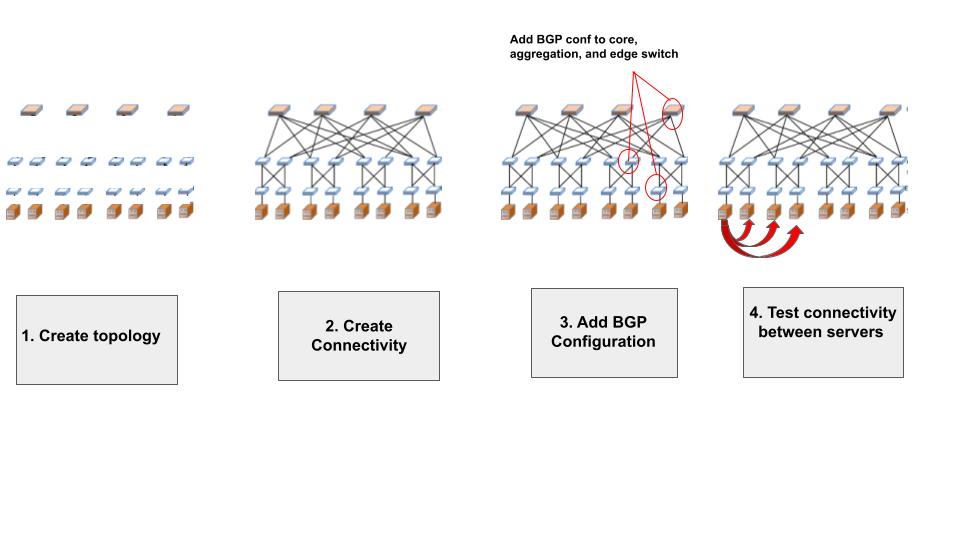 Add BGP conf to core,
aggregation, and edge switch
1. Create topology
2. Create
Connectivity
3. Add BGP
Configuration
4. Test connectivity
between servers